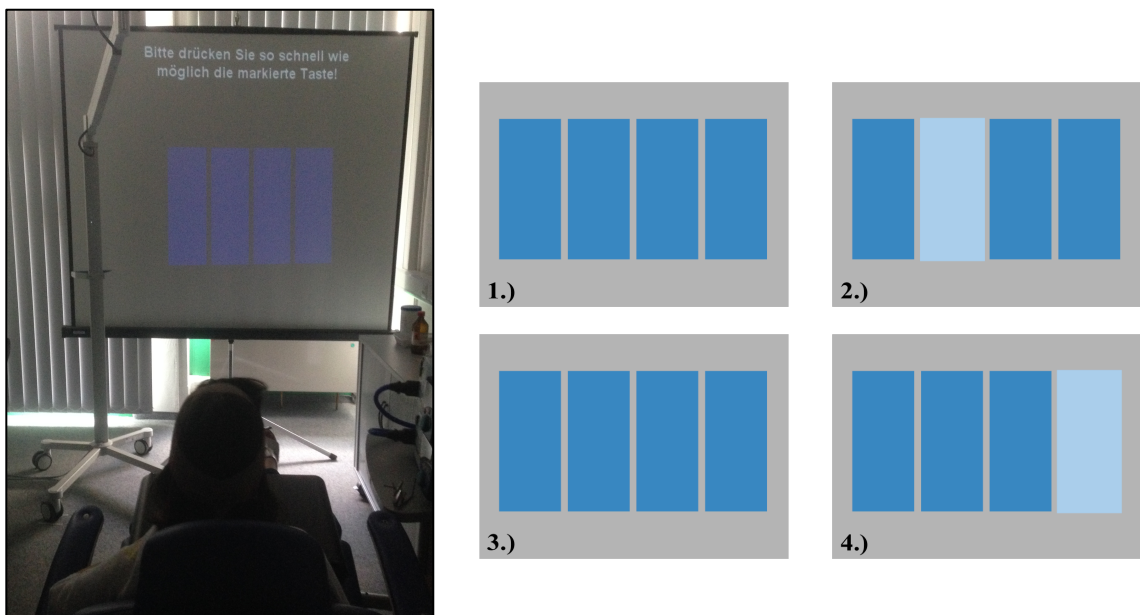 Bitte drücken Sie so schnell wie
möglich die markierte Taste!
1.)
2.)
3.)
4.)